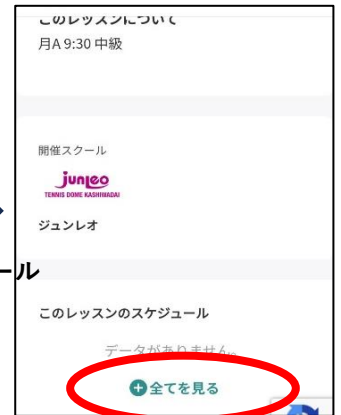 このレッスンについて
月A 9:30 中級
開催スクール
junleo
TENNIS DOME KASHIWADAI
ジュンレオ
ール
このレッスンのスケジュール
データがありません。
全てを見る